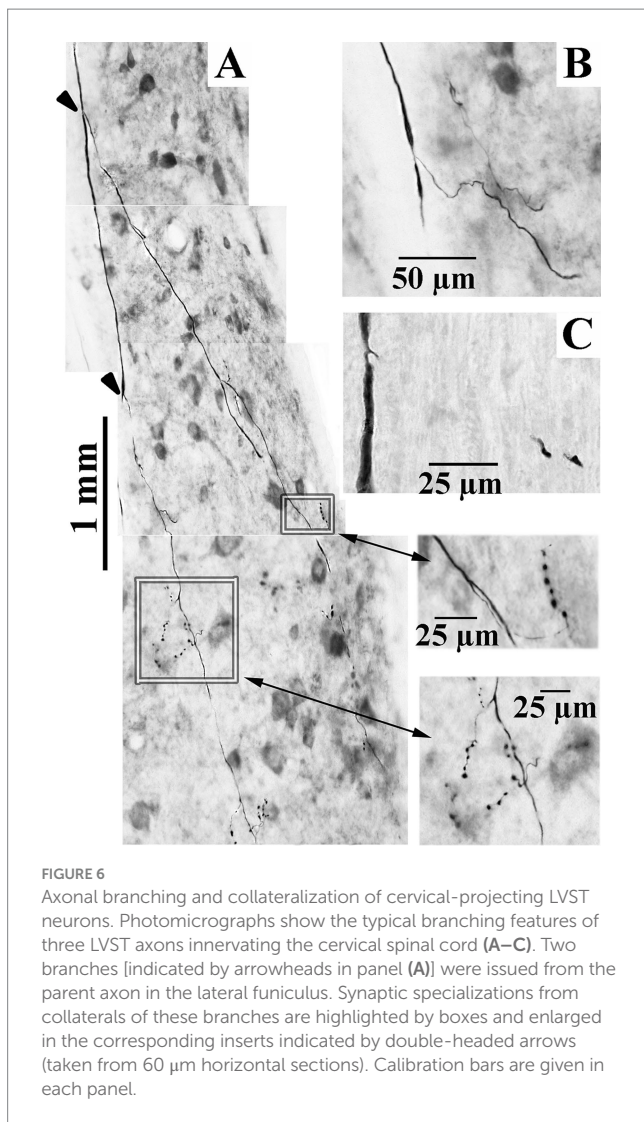 A
B
50 µm
C
25 µm
1 mm
25 µm
25 µm
FIGURE 6
Axonal branching and collateralization of cervical-projecting LVST
neurons. Photomicrographs show the typical branching features of
three LVST axons innervating the cervical spinal cord (A–C). Two
branches [indicated by arrowheads in panel (A)] were issued from the
parent axon in the lateral funiculus. Synaptic specializations from
collaterals of these branches are highlighted by boxes and enlarged
in the corresponding inserts indicated by double-headed arrows
(taken from 60 µm horizontal sections). Calibration bars are given in
each panel.